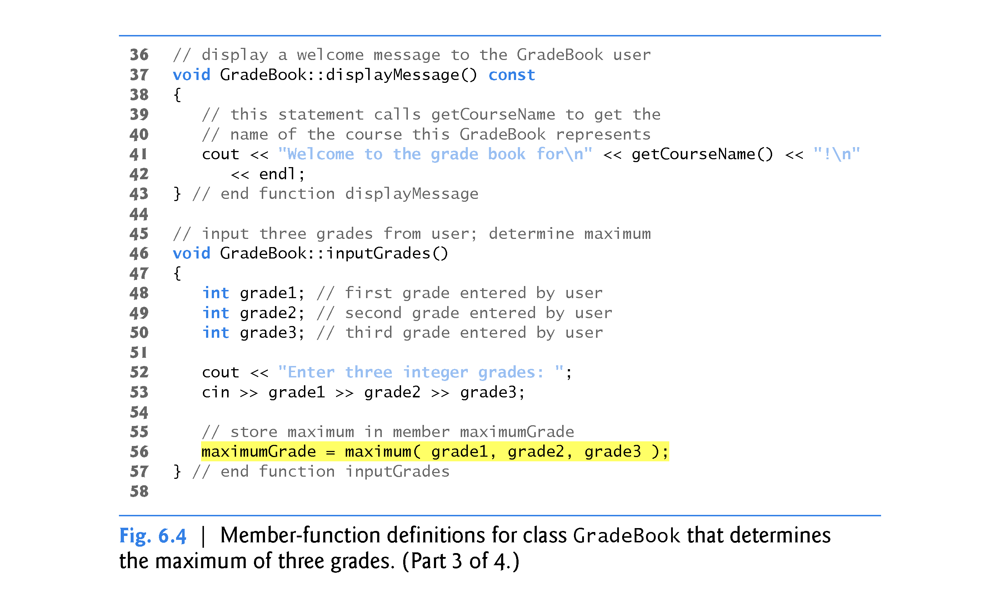 36 // display a welcome message to the GradeBook user
37 void GradeBook::displayMessage() const
38 {
39    // this statement calls getCourseName to get the
40    // name of the course this GradeBook represents
41    cout << "Welcome to the grade book for\n" << getCourseName() << "!\n"
42       << endl;
43 } // end function displayMessage
44
45 // input three grades from user; determine maximum
46 void GradeBook::inputGrades()
47 {
48    int grade1; // first grade entered by user
49    int grade2; // second grade entered by user
50    int grade3; // third grade entered by user
51
52    cout << "Enter three integer grades: ";
53    cin >> grade1 >> grade2 >> grade3;
54
55    // store maximum in member maximumGrade
56    maximumGrade = maximum( grade1, grade2, grade3 );
57 } // end function inputGrades
58
Fig. 6.4 | Member-function definitions for class GradeBook that determines
the maximum of three grades. (Part 3 of 4.)